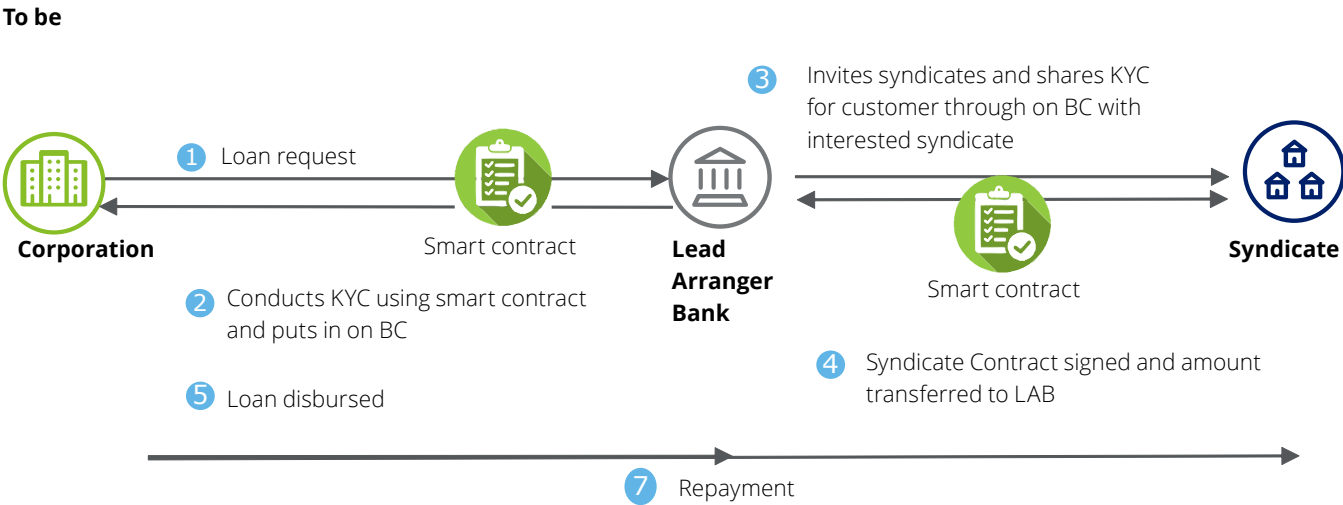 To be
3
Invites syndicates and shares KYC
for customer through on BC with
interested syndicate
1 Loan request
Corporation
Smart contract
Lead
Arranger
Bank
Smart contract
Syndicate
2 Conducts KYC using smart contract
and puts in on BC
4 Syndicate Contract signed and amount
transferred to LAB
5 Loan disbursed
7 Repayment